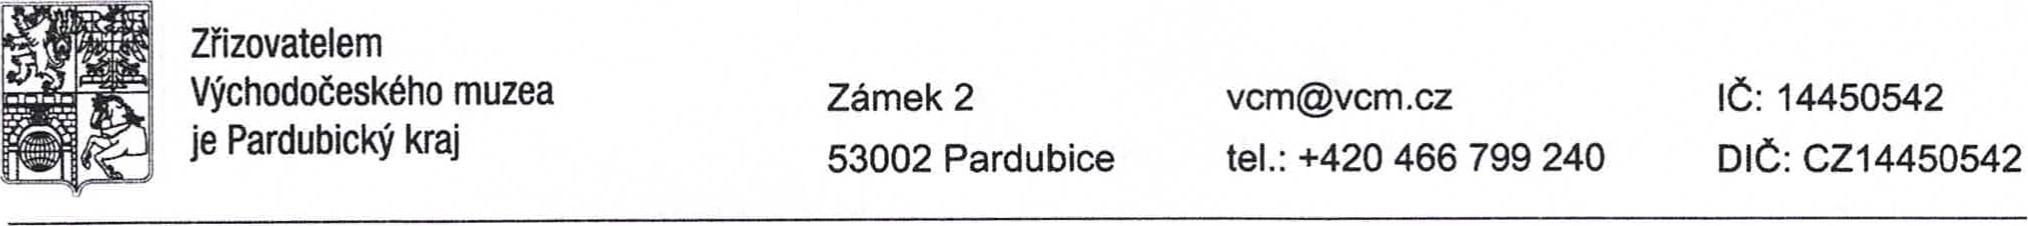 Zřizovatelem
Východočeského muzea
je Pardubický kraj
Zámek 2
53002 Pardubice
vcm@vcm.cz
tel.: +420 466 799 240
IČ: 14450542
DIČ: CZ14450542